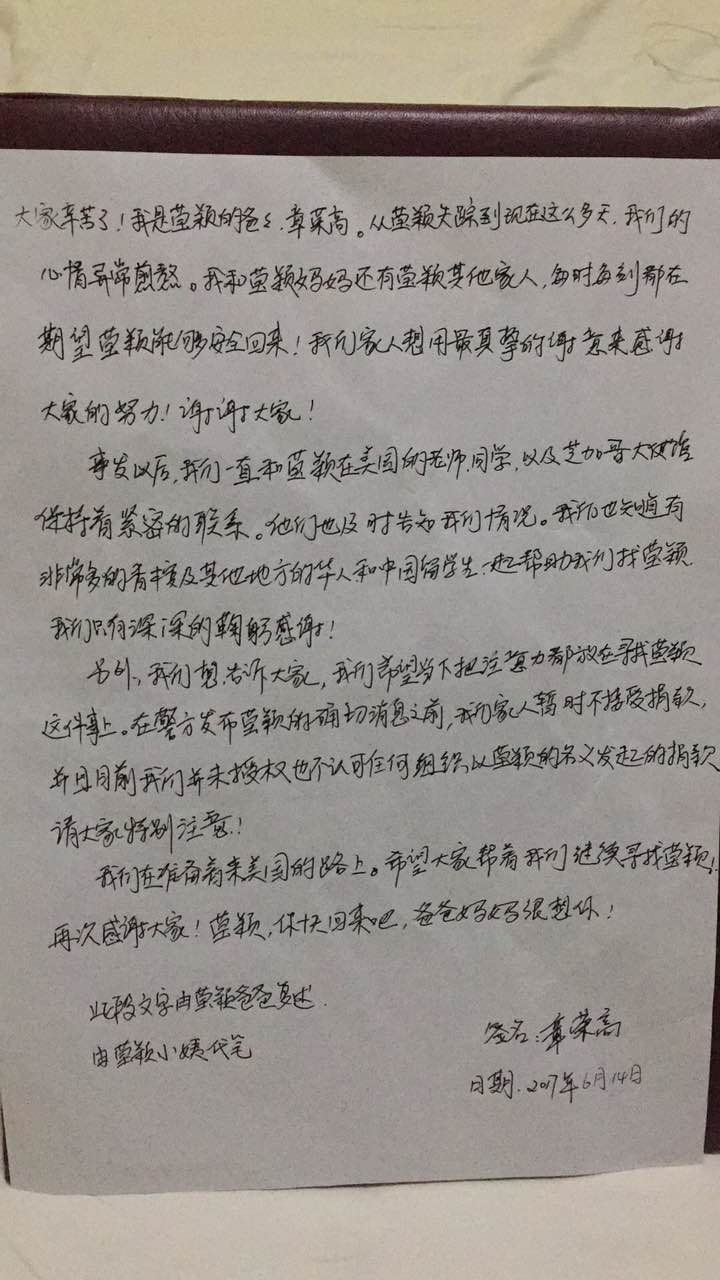 大家辛苦了！我是莹颖的爸爸，章荣高。从莹颖失踪到现在这么多天，我们的
心情异常煎熬。我和莹颖妈妈还有莹颖其他家人，每时每刻都在
期望莹颖能够安全回来！我们家人想用最真挚的谢意来感谢
大家的努力！谢谢大家！
事发以后，我们一直和莹颖在美国的老师、同学，以及芝加哥大使馆
保持着紧密的联系。他们也及时告知我们情况。我们也知道有
非常多的香槟及其他地方的华人和中国留学生一起帮助我们找莹颖，
我们只有深深的鞠躬感谢！
另外，我们想告诉大家，我们希望当下把注意力都放在寻找莹颖
这件事上。在警方发布莹颖的确切消息之前，我们家人暂时不接受捐款，
并且目前我们并未授权也不认可任何组织以莹颖的名义发起的捐款
请大家特别注意！
我们在准备着来美国的路上。希望大家帮着我们继续寻找莹颖！
再次感谢大家！莹颖，你快回来吧，爸爸妈妈很想你！
此段文字由莹颖爸爸复述．
由莹颖小姨代笔
签名：章荣高
日期．2017年6月14日